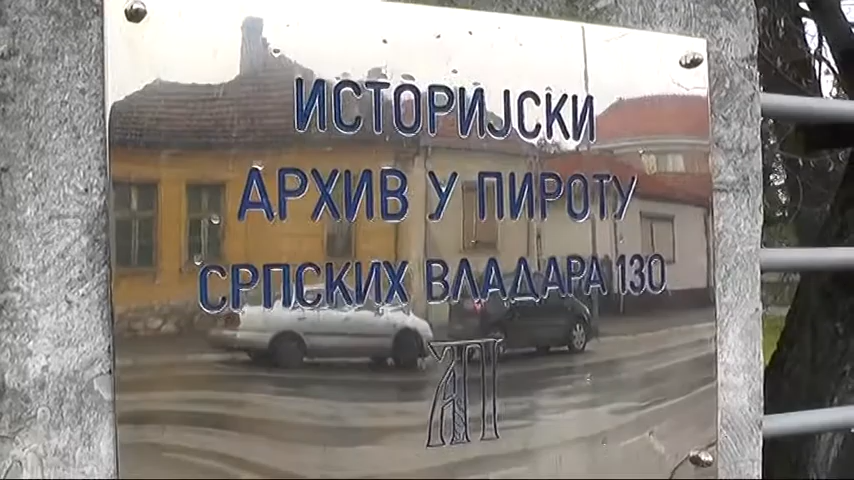 ИСТОРИЈСКИ
АРХИВ У ПИРОТУ
СРПСКИХ ВЛАДАРА 130